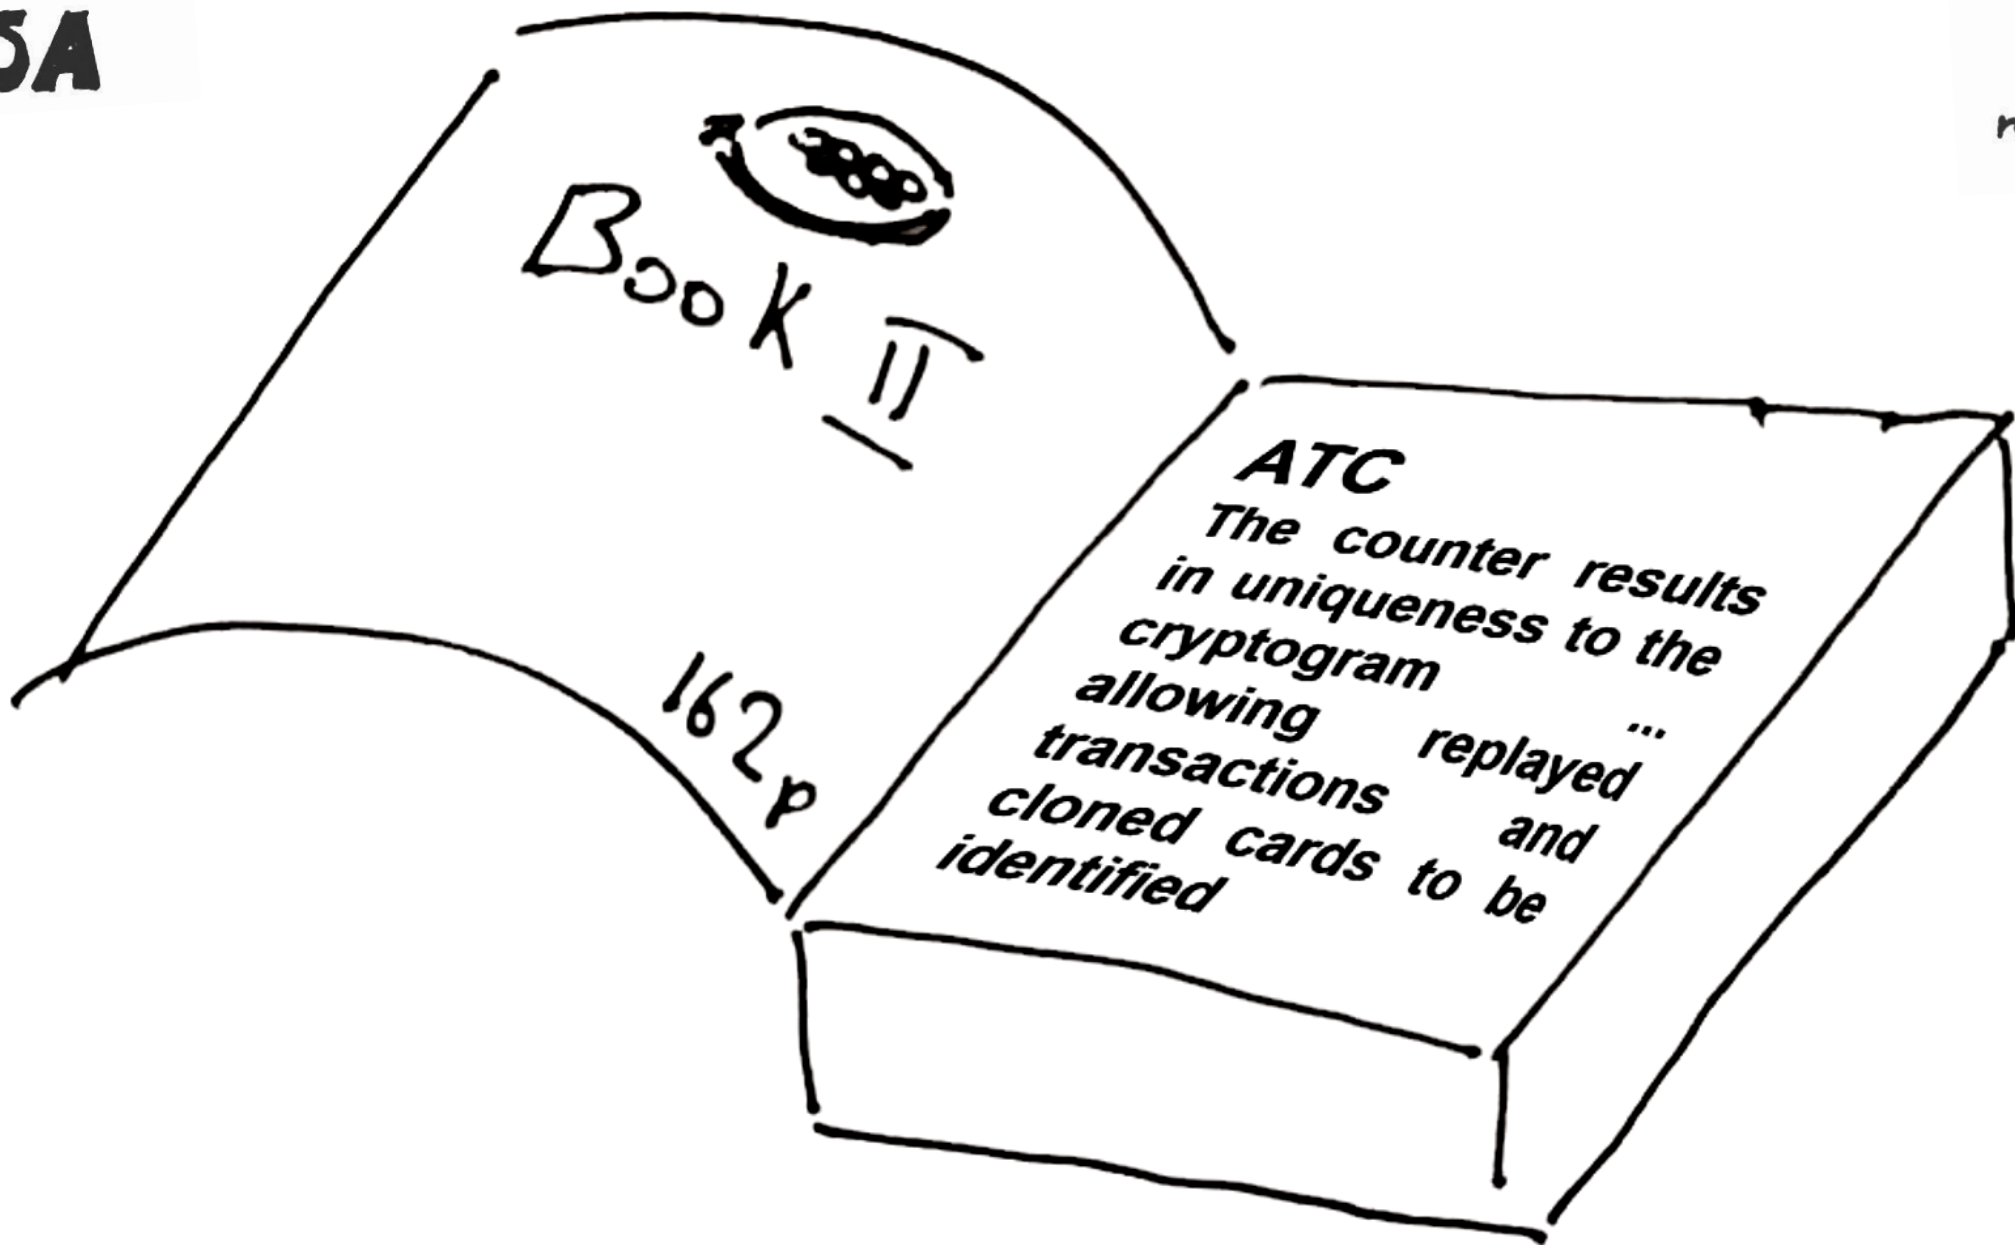 Book II
162p
ATC
The counter results
in uniqueness to the
cryptogram ...
allowing replayed
transactions and
cloned cards to be
identified